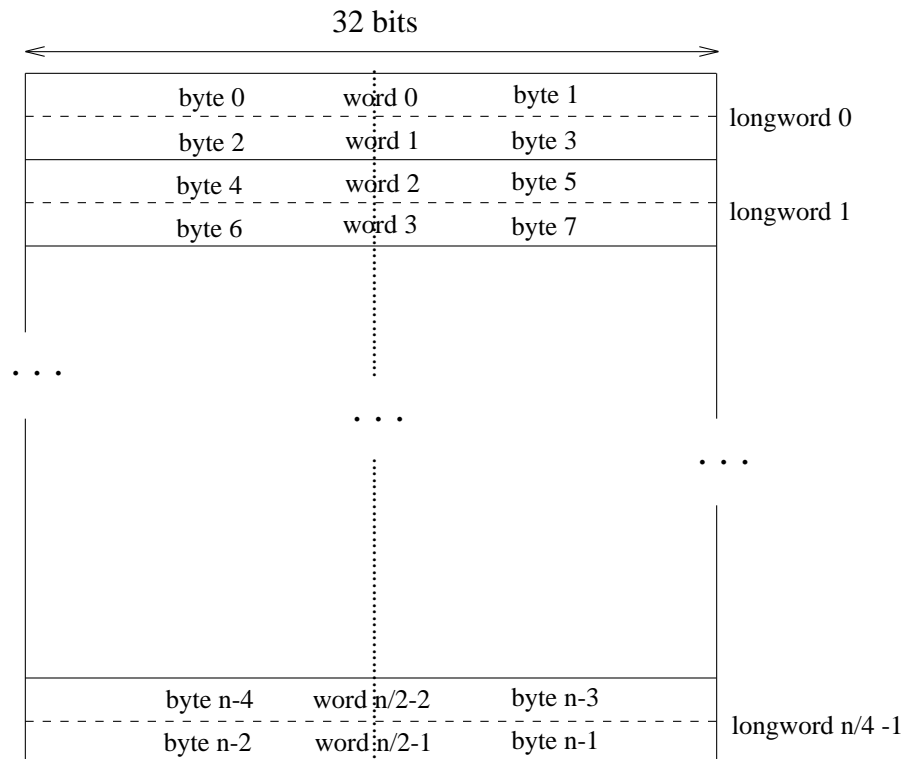 32 bits
byte 0 word 0 byte 1
longword 0
byte 2 word 1 byte 3
byte 4 word 2 byte 5
longword 1
byte 6 word 3 byte 7
. . .
. . .
. . .
byte n-4 word n/2-2 byte n-3
longword n/4 -1
byte n-2 word n/2-1 byte n-1